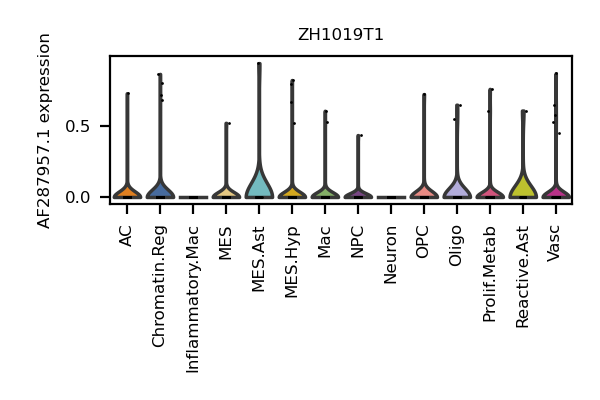 ZH1019T1
AF287957.1 expression
0.5
0.0
AC
Chromatin.Reg
Inflammatory.Mac
MES
MES.Ast
MES.Hyp
Mac
NPC
Neuron
OPC
Oligo
Prolif.Metab
Reactive.Ast
Vasc